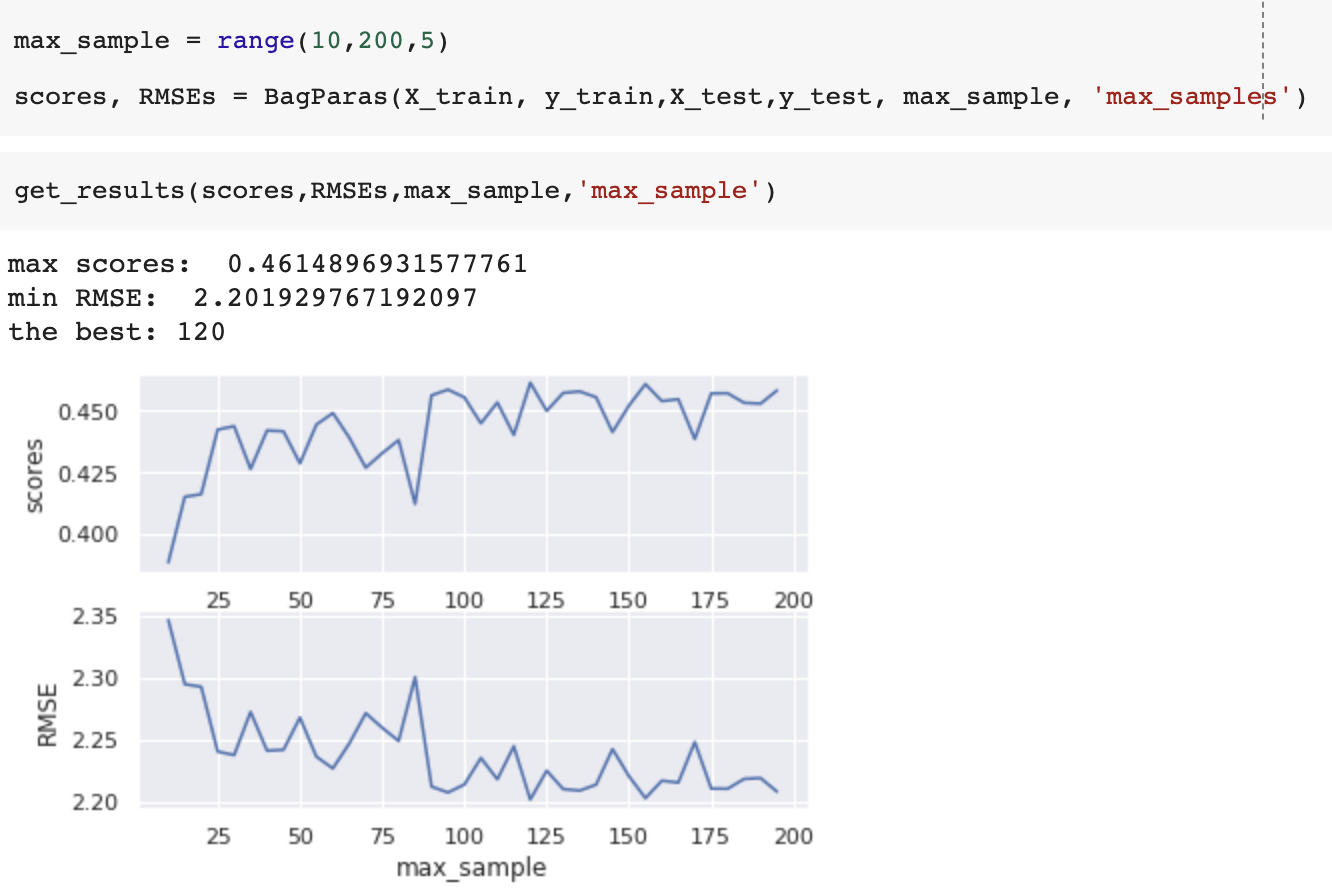 max_sample = range(10,200,5)
scores, RMSEs = BagParas(X_train, y_train,X_test,y_test, max_sample, 'max_samples')
get_results(scores,RMSEs,max_sample,'max_sample')
max scores:  0.4614896931577761
min RMSE:  2.201929767192097
the best: 120
0.450
0.425
0.400
scores
25 50 75 100 125 150 175 200
2.35
2.30
2.25
2.20
RMSE
25 50 75 100 125 150 175 200
max_sample